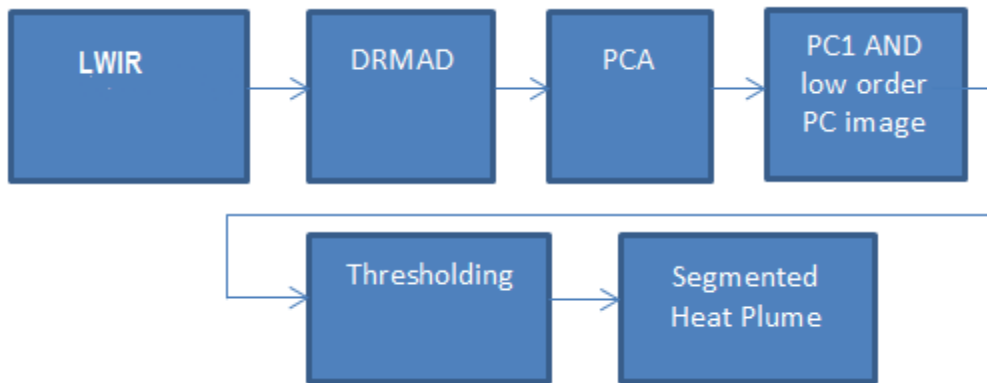 LWIR
DRMAD
PCA
PC1 AND
low order
PC image
Thresholding
Segmented
Heat Plume